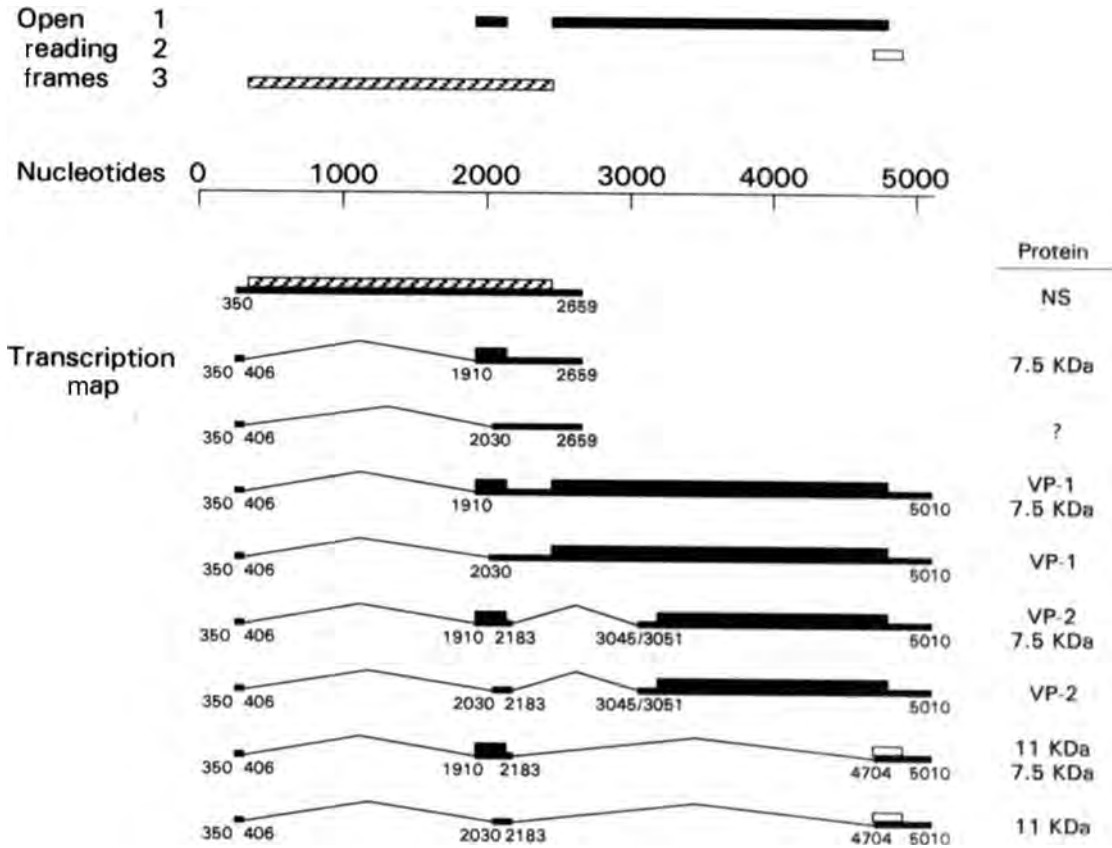 Open 1
reading 2
frames 3
Nucleotides 0 1000 2000 3000 4000 5000
Protein
350 2659 NS
Transcription
map
350 406 1910 2659 7.5 KDa
350 406 2030 2659 ?
350 406 1910 5010 VP-1
7.5 KDa
350 406 2030 5010 VP-1
350 406 1910 2183 3045/3051 5010 VP-2
7.5 KDa
350 406 2030 2183 3045/3051 5010 VP-2
350 406 1910 2183 4704 5010 11 KDa
7.5 KDa
350 406 2030 2183 4704 5010 11 KDa